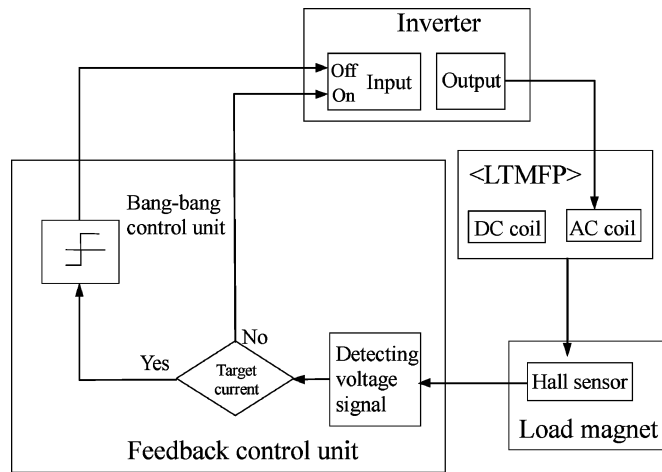 Inverter
Off
On
Input
Output
<LTMFP>
DC coil
AC coil
Bang-bang
control unit
Yes
No
Target
current
Detecting
voltage
signal
Hall sensor
Load magnet
Feedback control unit